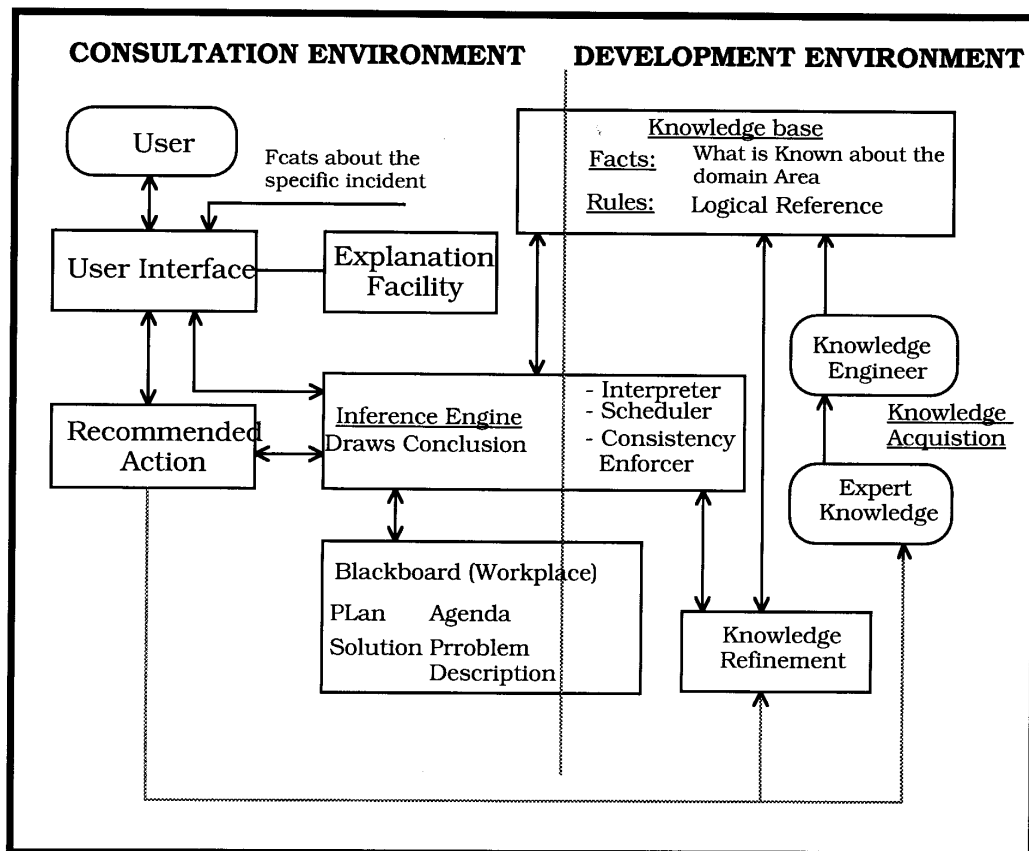 CONSULTATION ENVIRONMENT
DEVELOPMENT ENVIRONMENT
User
Fcats about the
specific incident
Knowledge base
Facts: What is Known about the
domain Area
Rules: Logical Reference
User Interface
Explanation
Facility
Knowledge
Engineer
Recommended
Action
Inference Engine
Draws Conclusion
- Interpreter
- Scheduler
- Consistency
Enforcer
Knowledge
Acquistion
Expert
Knowledge
Blackboard (Workplace)
PLan Agenda
Solution Prroblem
Description
Knowledge
Refinement